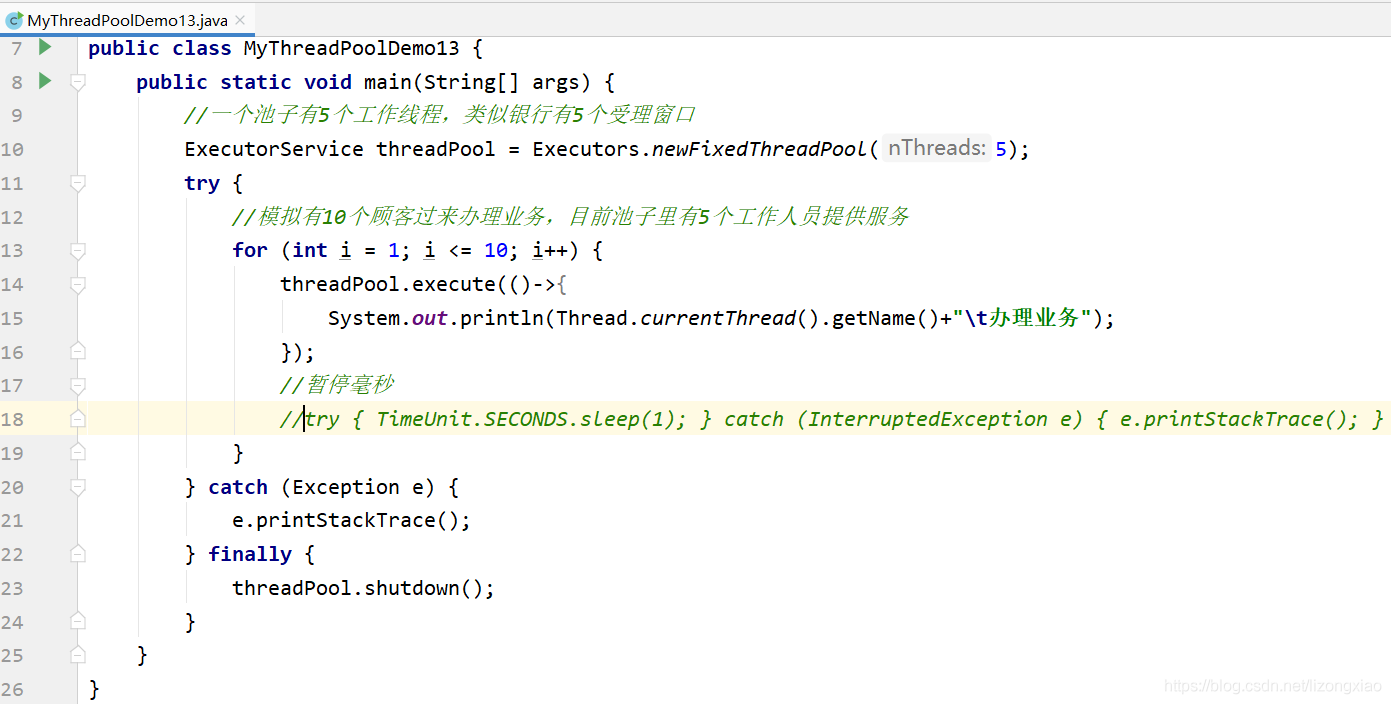 MyThreadPoolDemo13.java
7 public class MyThreadPoolDemo13 {
8 public static void main(String[] args) {
9 //一个池子有5个工作线程，类似银行有5个受理窗口
10 ExecutorService threadPool = Executors.newFixedThreadPool( nThreads: 5);
11 try {
12 //模拟有10个顾客过来办理业务，目前池子里有5个工作人员提供服务
13 for (int i = 1; i <= 10; i++) {
14 threadPool.execute(()->{
15 System.out.println(Thread.currentThread().getName()+"\t办理业务");
16 });
17 //暂停毫秒
18 //try { TimeUnit.SECONDS.sleep(1); } catch (InterruptedException e) { e.printStackTrace(); }
19 }
20 } catch (Exception e) {
21 e.printStackTrace();
22 } finally {
23 threadPool.shutdown();
24 }
25 }
26 }
https://blog.csdn.net/lizongxiao